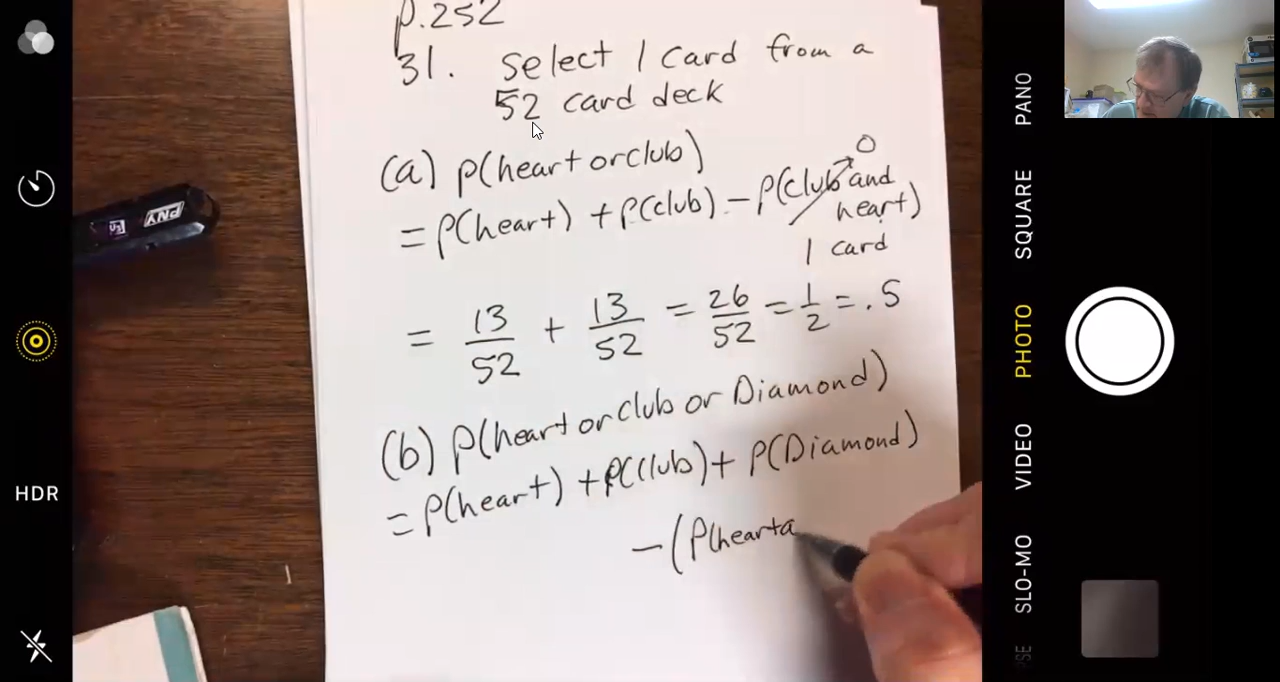 p.252
31. Select 1 card from a
52 card deck
(a) P(heart or club)
= P(heart) + P(club) - P(club and heart) → 0
1 card
= 13/52 + 13/52 = 26/52 = 1/2 = .5
(b) P(heart or Club or Diamond)
= P(heart) + P(Club) + P(Diamond)
- (P(heart a
PNY
HDR
PANO
SQUARE
PHOTO
VIDEO
SLO-MO